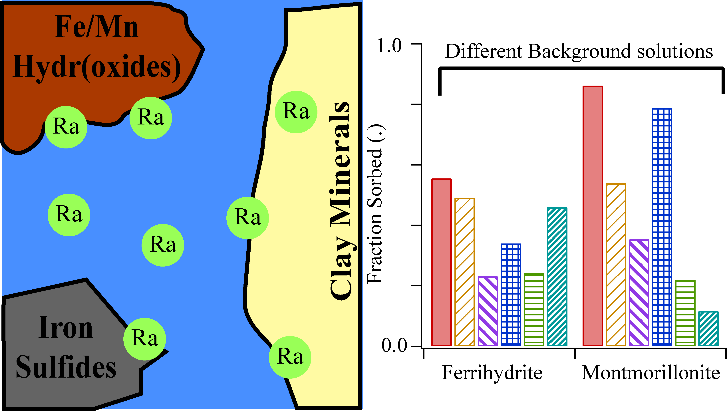 Fe/Mn
Hydr(oxides)
Ra
Ra
Ra
Ra
Ra
Ra
Ra
Ra
Iron
Sulfides
Clay Minerals
Different Background solutions
1.0
0.0
Fraction Sorbed (.)
Ferrihydrite
Montmorillonite